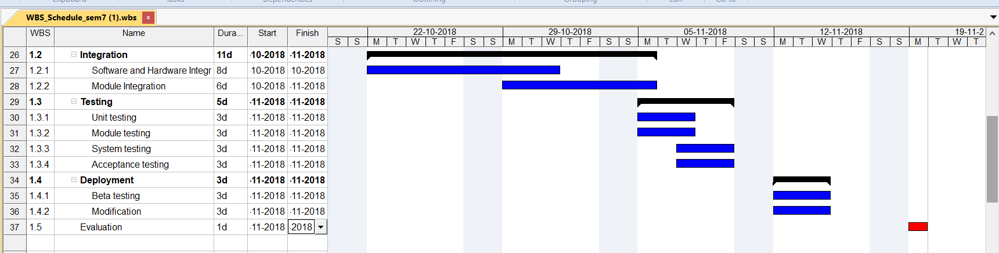 Clipboard Tasks Dependencies Outlining Grouping Edit Go to
WBS_Schedule_sem7 (1).wbs x
WBS Name Dura... Start Finish 22-10-2018 29-10-2018 05-11-2018 12-11-2018 19-11-2
S S M T W T F S S M T W T F S S M T W T F S S M T W T F S S M T W T
26 1.2 Integration 11d -10-2018 -11-2018
27 1.2.1 Software and Hardware Integr 8d -10-2018 -10-2018
28 1.2.2 Module Integration 6d -10-2018 -11-2018
29 1.3 Testing 5d -11-2018 -11-2018
30 1.3.1 Unit testing 3d -11-2018 -11-2018
31 1.3.2 Module testing 3d -11-2018 -11-2018
32 1.3.3 System testing 3d -11-2018 -11-2018
33 1.3.4 Acceptance testing 3d -11-2018 -11-2018
34 1.4 Deployment 3d -11-2018 -11-2018
35 1.4.1 Beta testing 3d -11-2018 -11-2018
36 1.4.2 Modification 3d -11-2018 -11-2018
37 1.5 Evaluation 1d -11-2018 -2018